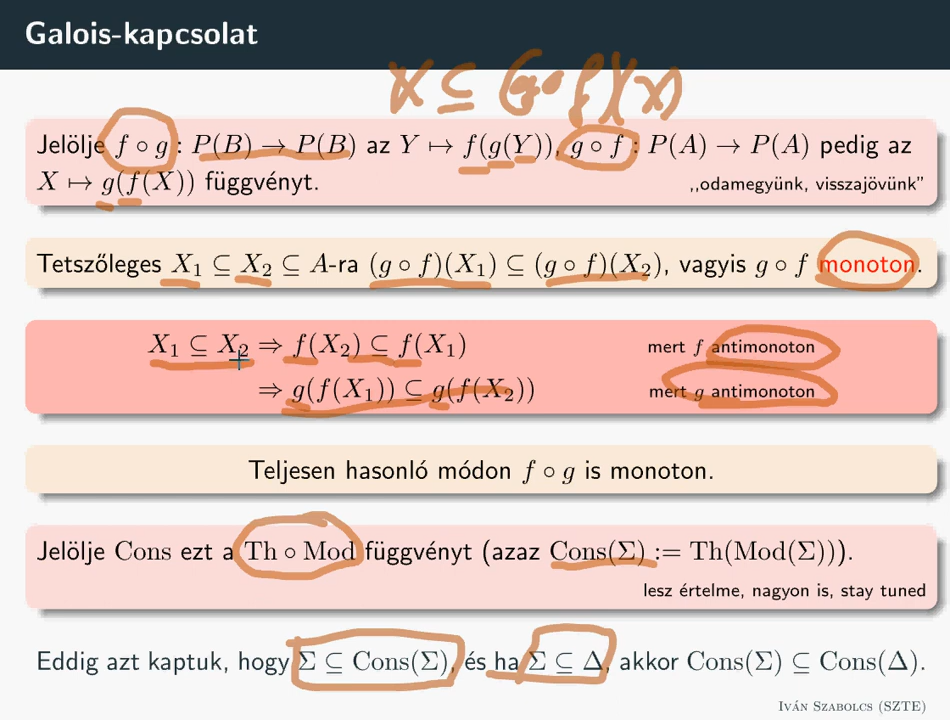 Galois-kapcsolat
X ⊆ (g∘f)(X)
Jelölje f ∘ g : P(B) → P(B) az Y ↦ f(g(Y)), g ∘ f : P(A) → P(A) pedig az
X ↦ g(f(X)) függvényt.
,,odamegyünk, visszajövünk”
Tetszőleges X₁ ⊆ X₂ ⊆ A-ra (g ∘ f)(X₁) ⊆ (g ∘ f)(X₂), vagyis g ∘ f monoton.
X₁ ⊆ X₂ ⇒ f(X₂) ⊆ f(X₁) mert f antimonoton
⇒ g(f(X₁)) ⊆ g(f(X₂)) mert g antimonoton
Teljesen hasonló módon f ∘ g is monoton.
Jelölje Cons ezt a Th ∘ Mod függvényt (azaz Cons(Σ) := Th(Mod(Σ))).
lesz értelme, nagyon is, stay tuned
Eddig azt kaptuk, hogy Σ ⊆ Cons(Σ), és ha Σ ⊆ Δ, akkor Cons(Σ) ⊆ Cons(Δ).
Iván Szabolcs (SZTE)